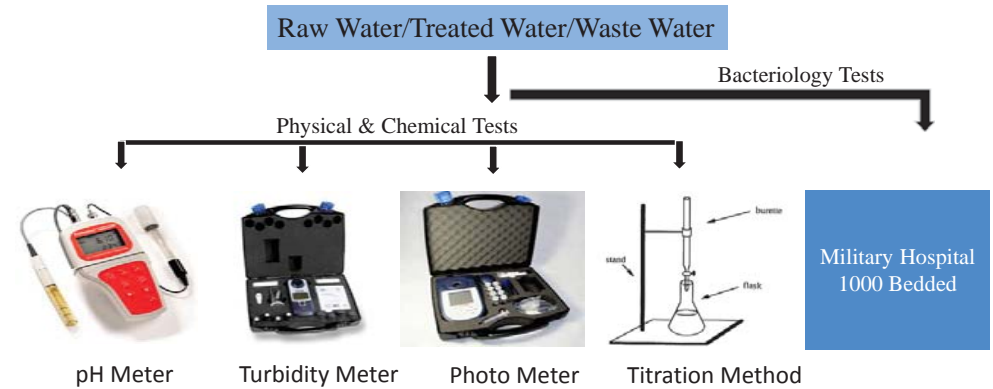 Raw Water/Treated Water/Waste Water
Bacteriology Tests
Physical & Chemical Tests
burette
stand
flask
Military Hospital
1000 Bedded
pH Meter
Turbidity Meter
Photo Meter
Titration Method